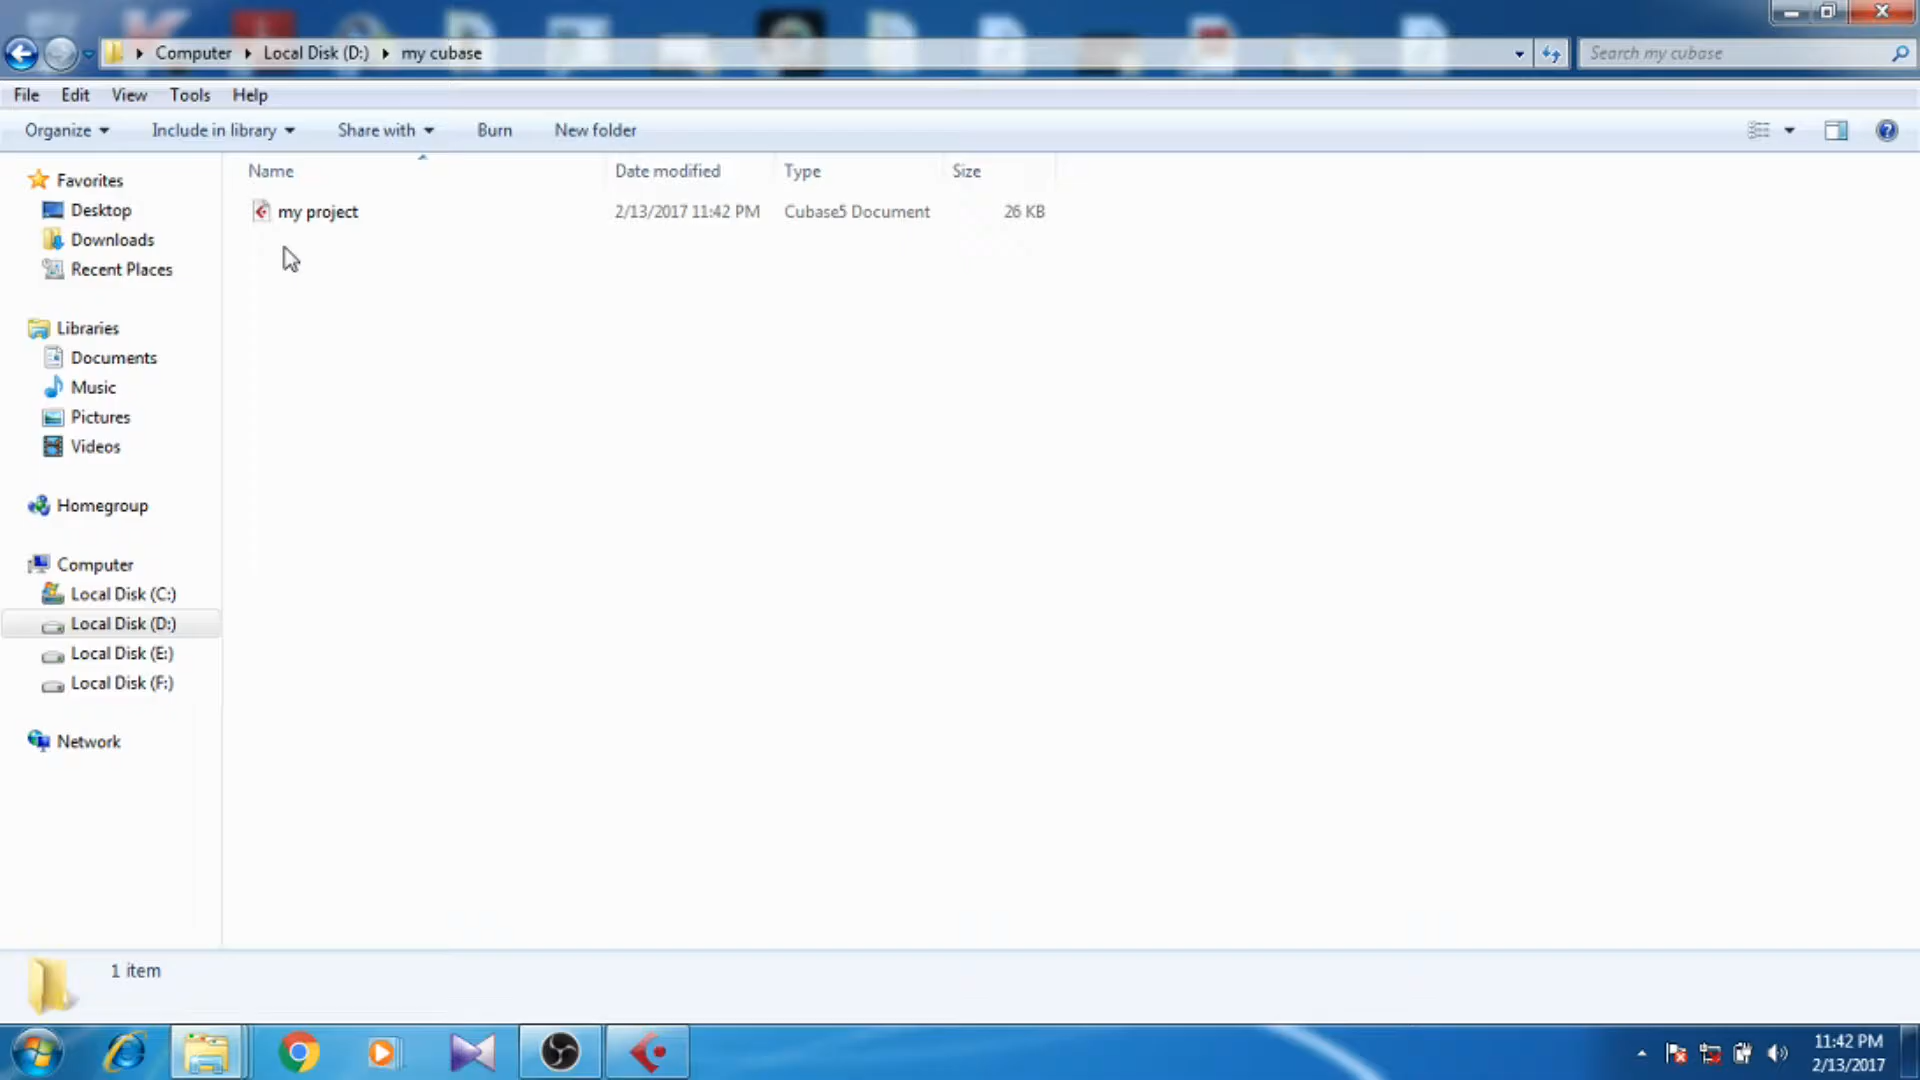 Computer Local Disk (D:) my cubase
Search my cubase
File Edit View Tools Help
Organize Include in library Share with Burn New folder
Name Date modified Type Size
my project 2/13/2017 11:42 PM Cubase5 Document 26 KB
Favorites
Desktop
Downloads
Recent Places
Libraries
Documents
Music
Pictures
Videos
Homegroup
Computer
Local Disk (C:)
Local Disk (D:)
Local Disk (E:)
Local Disk (F:)
Network
1 item
11:42 PM
2/13/2017